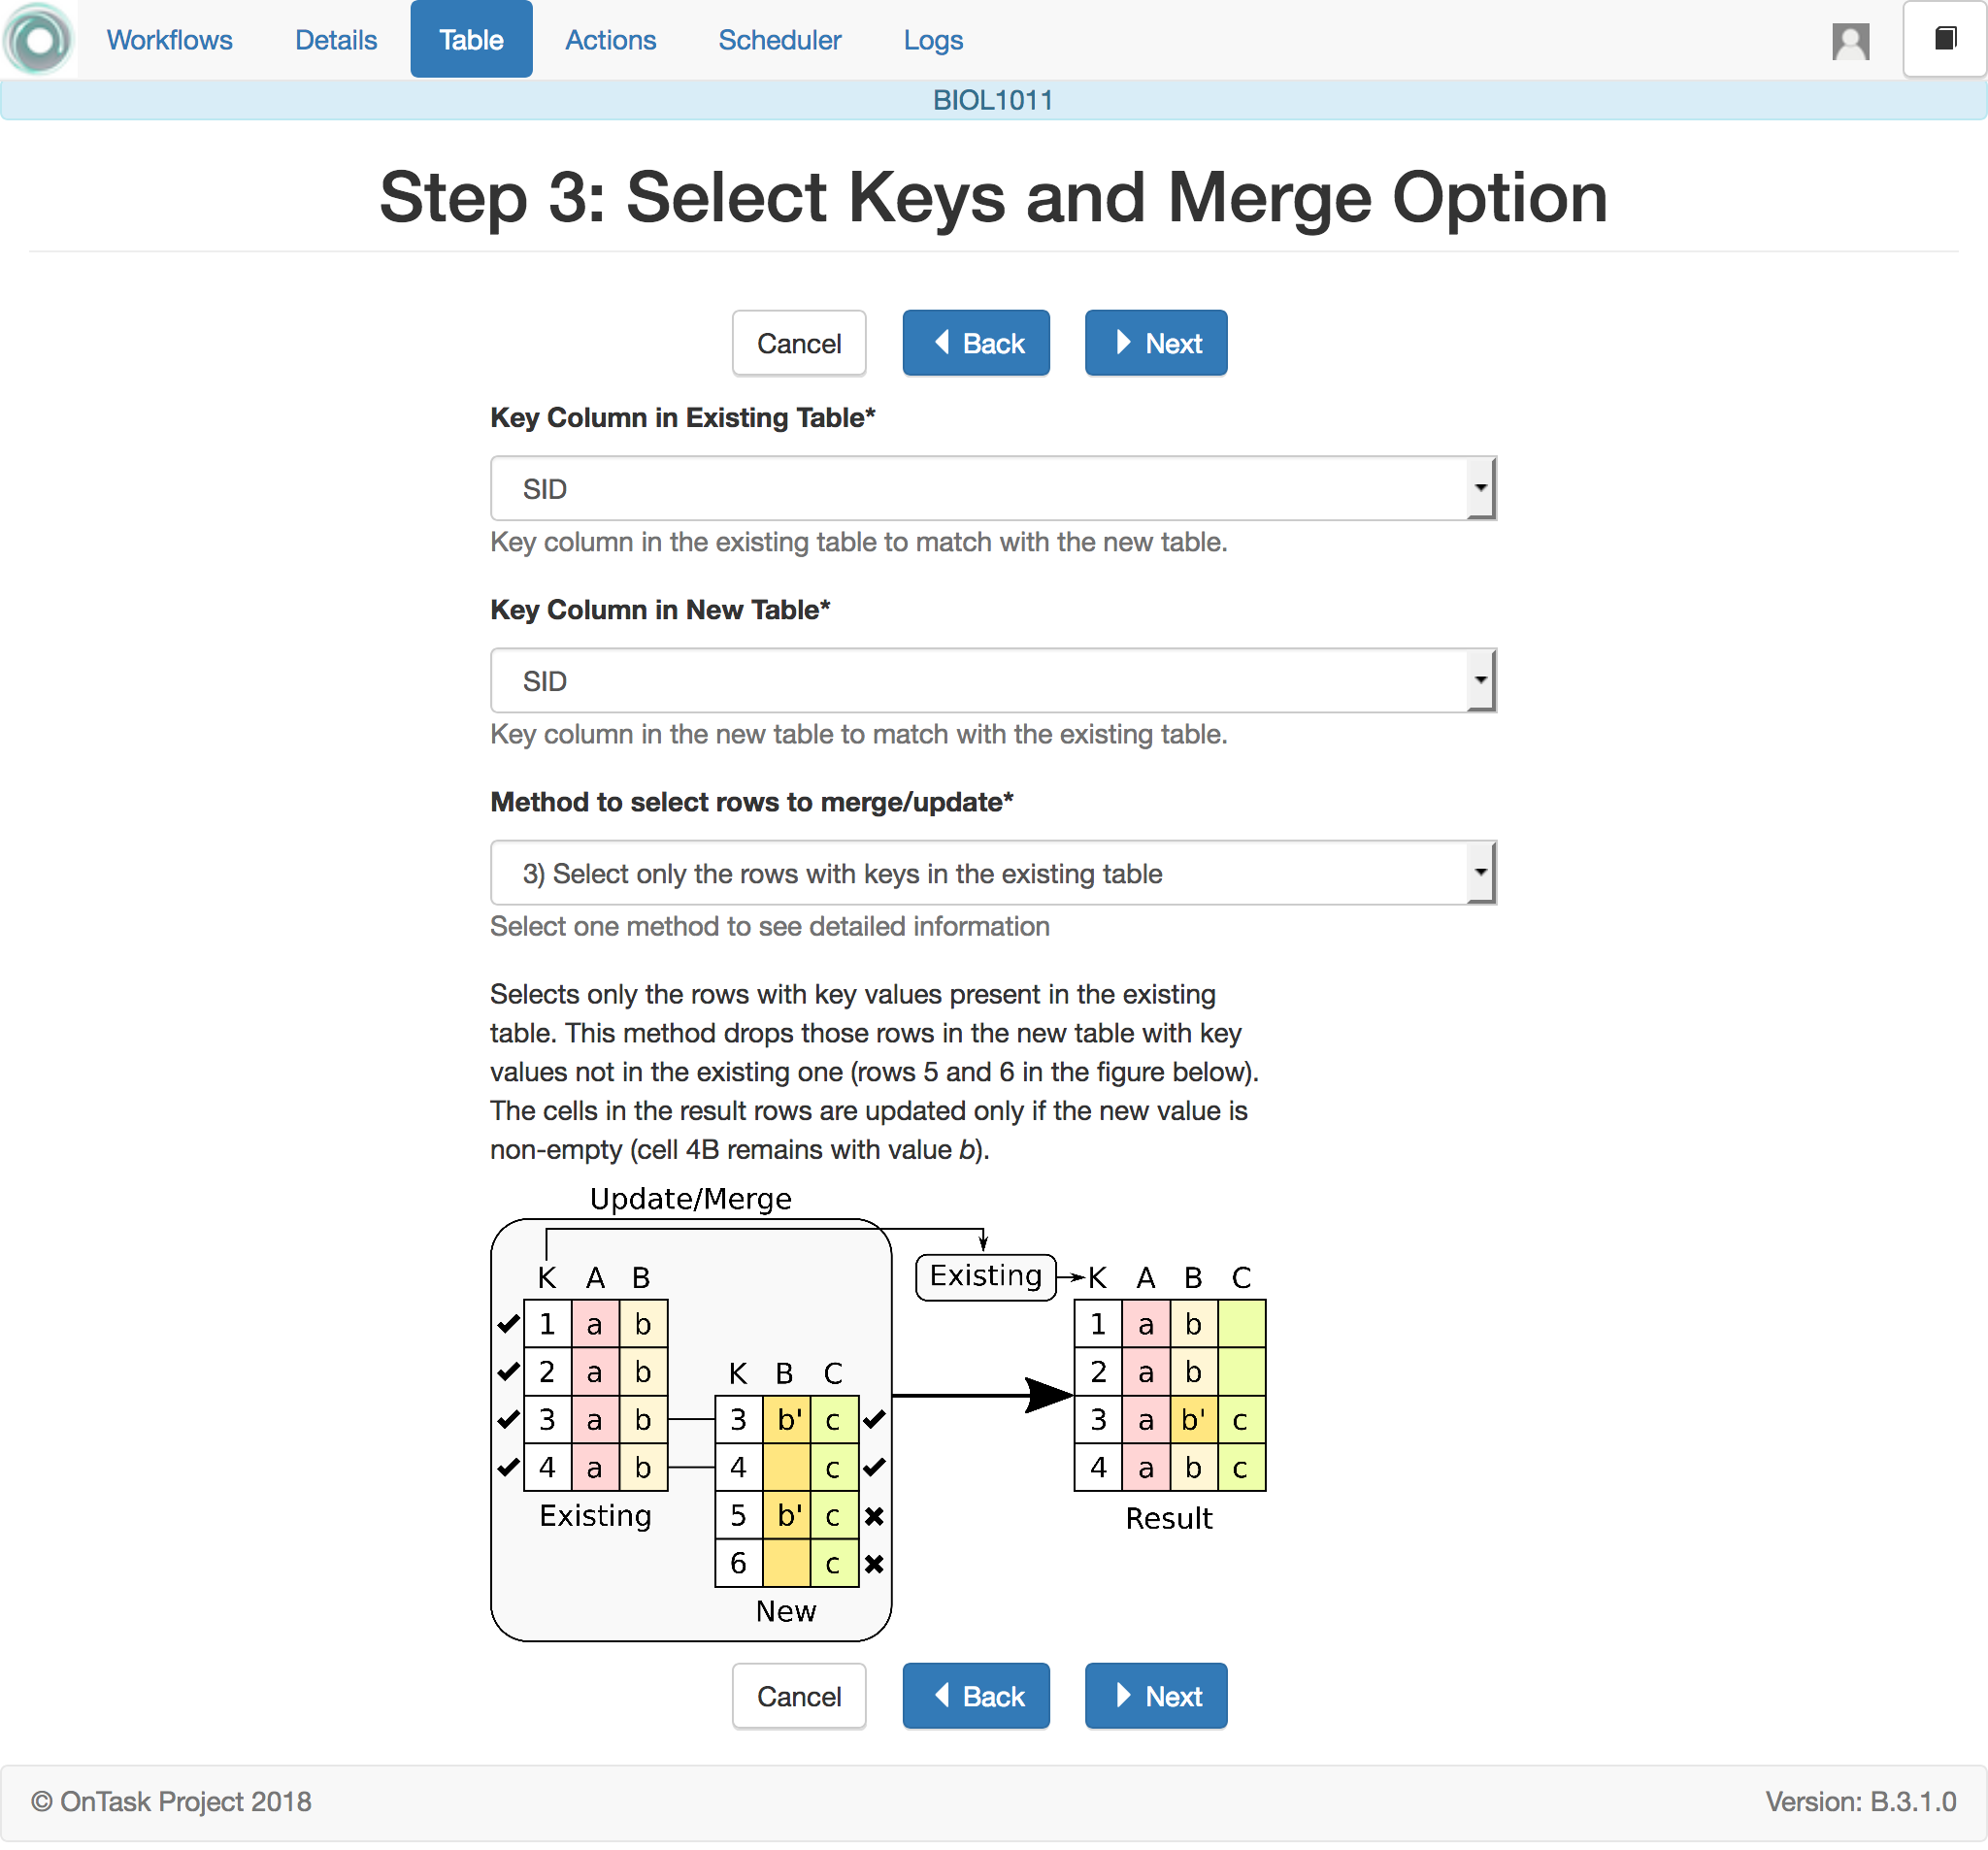 Workflows Details Table Actions Scheduler Logs
BIOL1011
Step 3: Select Keys and Merge Option
Cancel Back Next
Key Column in Existing Table*
SID
Key column in the existing table to match with the new table.
Key Column in New Table*
SID
Key column in the new table to match with the existing table.
Method to select rows to merge/update*
3) Select only the rows with keys in the existing table
Select one method to see detailed information
Selects only the rows with key values present in the existing
table. This method drops those rows in the new table with key
values not in the existing one (rows 5 and 6 in the figure below).
The cells in the result rows are updated only if the new value is
non-empty (cell 4B remains with value b).
Update/Merge
Existing
K A B
1 a b
2 a b
3 a b
4 a b
Existing
K B C
3 b' c
4 c
5 b' c
6 c
New
K A B C
1 a b
2 a b
3 a b' c
4 a b c
Result
Cancel Back Next
© OnTask Project 2018 Version: B.3.1.0